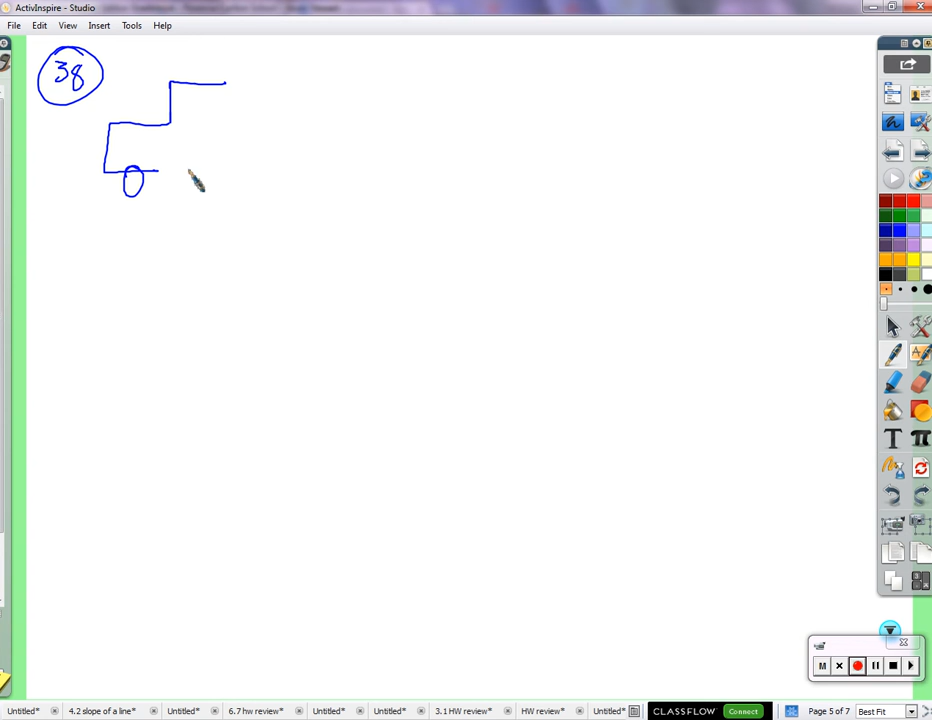 ActivInspire - Studio
File Edit View Insert Tools Help
38
Untitled* 4.2 slope of a line* Untitled* 6.7 hw review* Untitled* Untitled* 3.1 HW review* HW review* Untitled* CLASSFLOW Connect Page 5 of 7 Best Fit